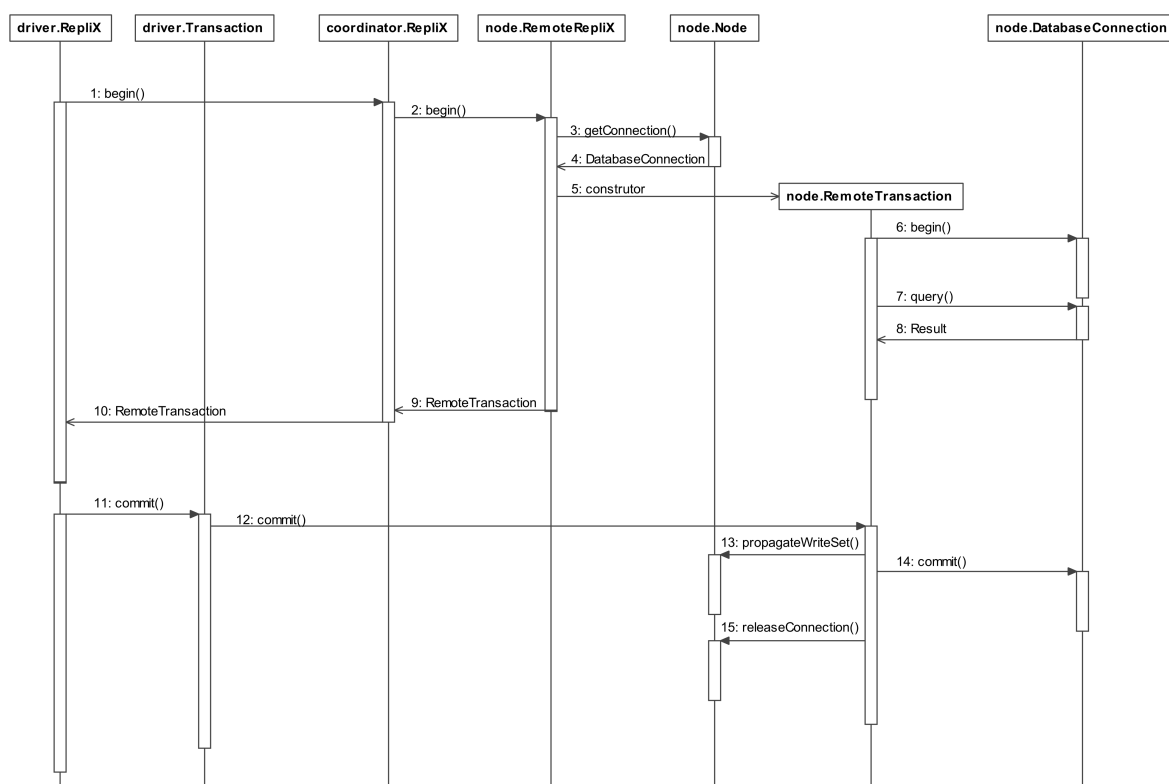 driver.RepliX
driver.Transaction
coordinator.RepliX
node.RemoteRepliX
node.Node
node.DatabaseConnection
1: begin()
2: begin()
3: getConnection()
4: DatabaseConnection
5: construtor
node.RemoteTransaction
6: begin()
7: query()
8: Result
9: RemoteTransaction
10: RemoteTransaction
11: commit()
12: commit()
13: propagateWriteSet()
14: commit()
15: releaseConnection()